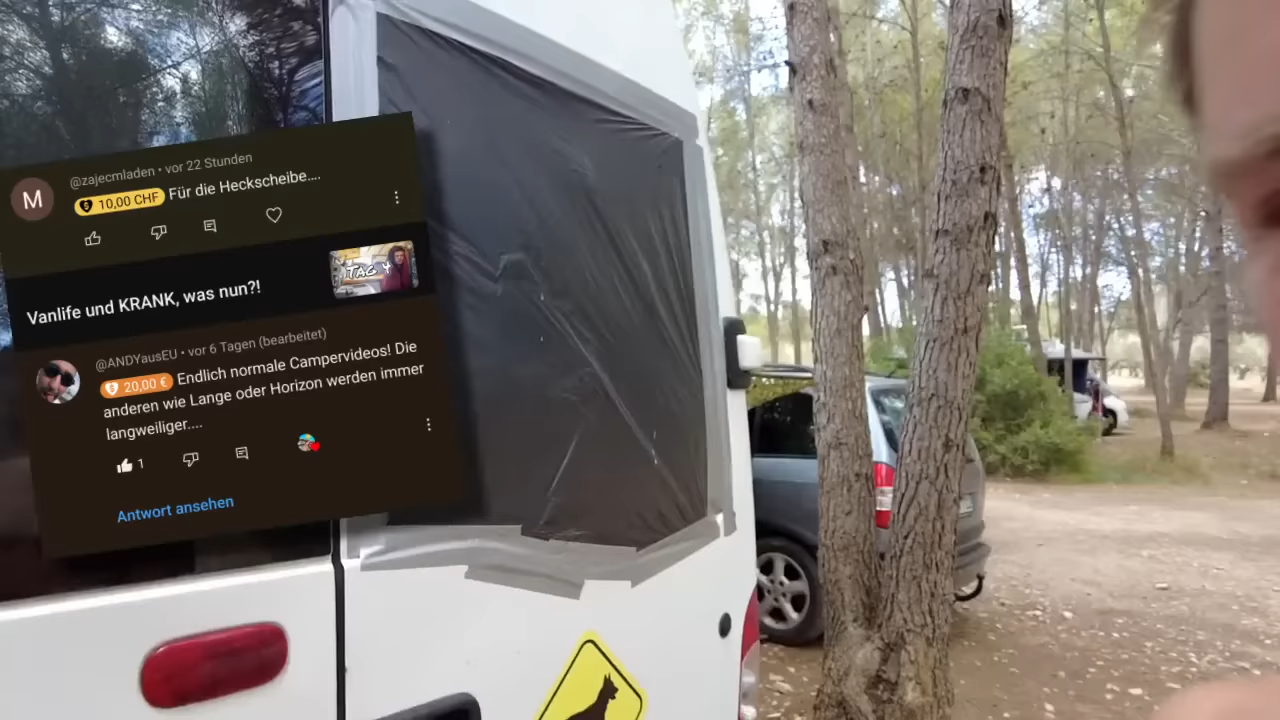 @zajecmladen • vor 22 Stunden
M
10,00 CHF Für die Heckscheibe....
TAG 4
Vanlife und KRANK, was nun?!
@ANDYausEU • vor 6 Tagen (bearbeitet)
20,00 € Endlich normale Campervideos! Die
anderen wie Lange oder Horizon werden immer
langweiliger....
1
Antwort ansehen